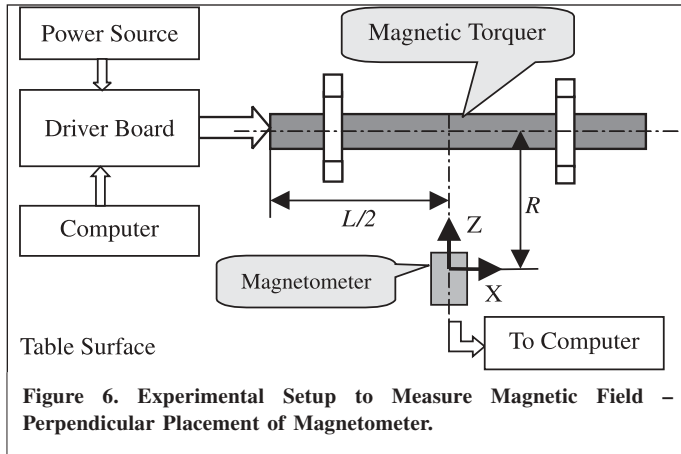 Power Source
Magnetic Torquer
Driver Board
R
L/2
Computer
Z
Magnetometer
X
Table Surface
To Computer
Figure 6. Experimental Setup to Measure Magnetic Field –
Perpendicular Placement of Magnetometer.